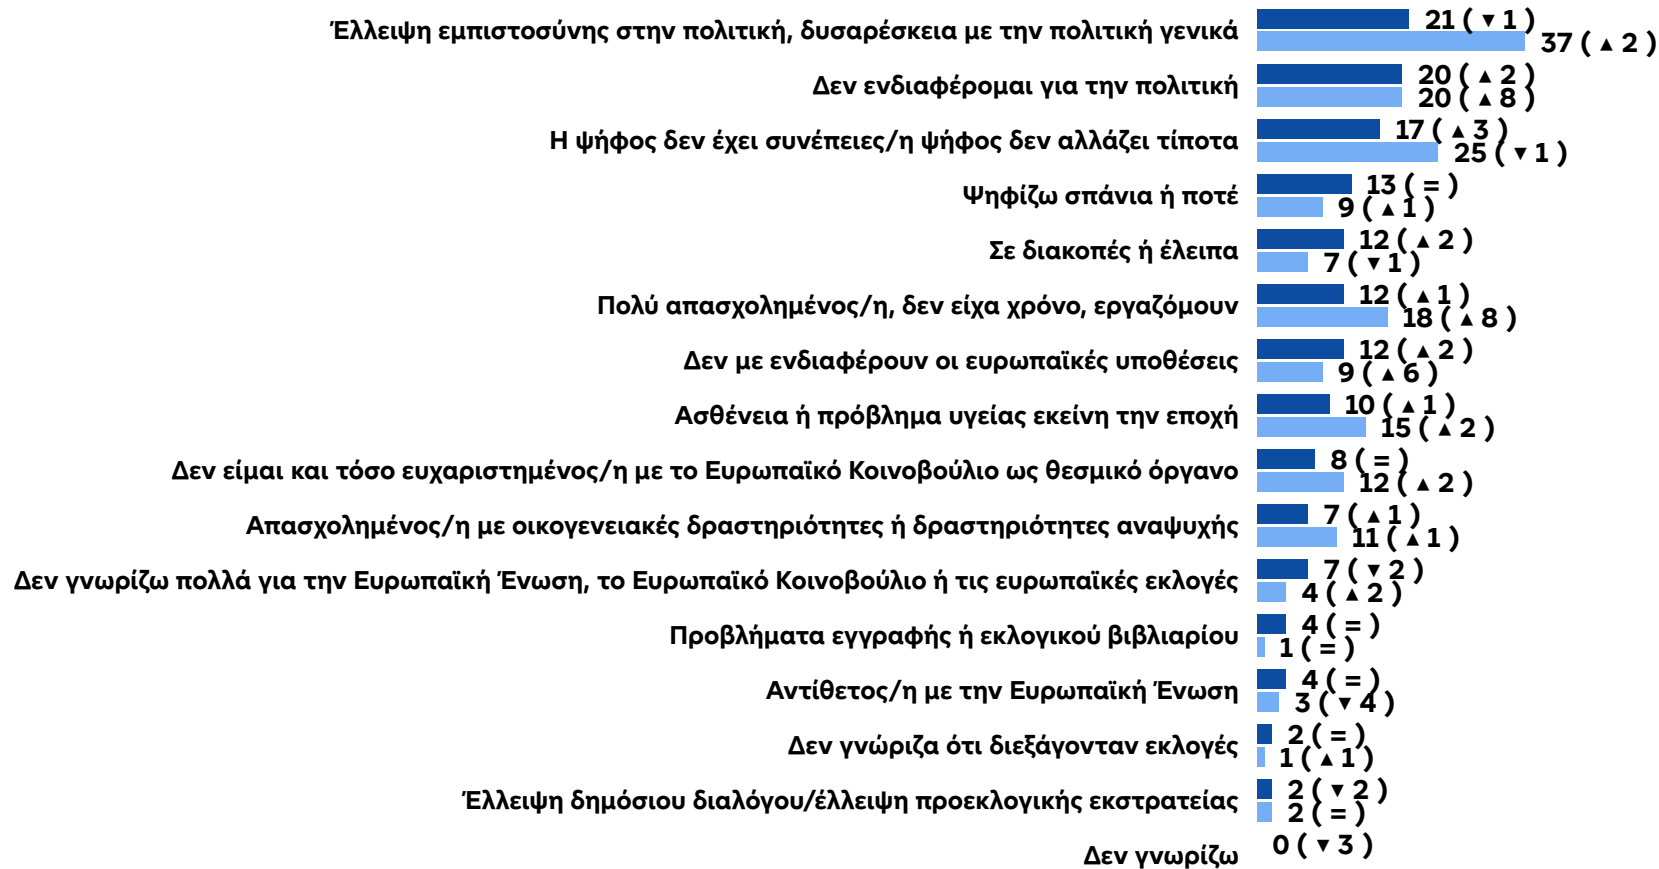 Έλλειψη εμπιστοσύνης στην πολιτική, δυσαρέσκεια με την πολιτική γενικά
21 ( ▼ 1 )
37 ( ▲ 2 )
Δεν ενδιαφέρομαι για την πολιτική
20 ( ▲ 2 )
20 ( ▲ 8 )
Η ψήφος δεν έχει συνέπειες/η ψήφος δεν αλλάζει τίποτα
17 ( ▲ 3 )
25 ( ▼ 1 )
Ψηφίζω σπάνια ή ποτέ
13 ( = )
9 ( ▲ 1 )
Σε διακοπές ή έλειπα
12 ( ▲ 2 )
7 ( ▼ 1 )
Πολύ απασχολημένος/η, δεν είχα χρόνο, εργαζόμουν
12 ( ▲ 1 )
18 ( ▲ 8 )
Δεν με ενδιαφέρουν οι ευρωπαϊκές υποθέσεις
12 ( ▲ 2 )
9 ( ▲ 6 )
Ασθένεια ή πρόβλημα υγείας εκείνη την εποχή
10 ( ▲ 1 )
15 ( ▲ 2 )
Δεν είμαι και τόσο ευχαριστημένος/η με το Ευρωπαϊκό Κοινοβούλιο ως θεσμικό όργανο
8 ( = )
12 ( ▲ 2 )
Απασχολημένος/η με οικογενειακές δραστηριότητες ή δραστηριότητες αναψυχής
7 ( ▲ 1 )
11 ( ▲ 1 )
Δεν γνωρίζω πολλά για την Ευρωπαϊκή Ένωση, το Ευρωπαϊκό Κοινοβούλιο ή τις ευρωπαϊκές εκλογές
7 ( ▼ 2 )
4 ( ▲ 2 )
Προβλήματα εγγραφής ή εκλογικού βιβλιαρίου
4 ( = )
1 ( = )
Αντίθετος/η με την Ευρωπαϊκή Ένωση
4 ( = )
3 ( ▼ 4 )
Δεν γνώριζα ότι διεξάγονταν εκλογές
2 ( = )
1 ( ▲ 1 )
Έλλειψη δημόσιου διαλόγου/έλλειψη προεκλογικής εκστρατείας
2 ( ▼ 2 )
2 ( = )
Δεν γνωρίζω
0 ( ▼ 3 )